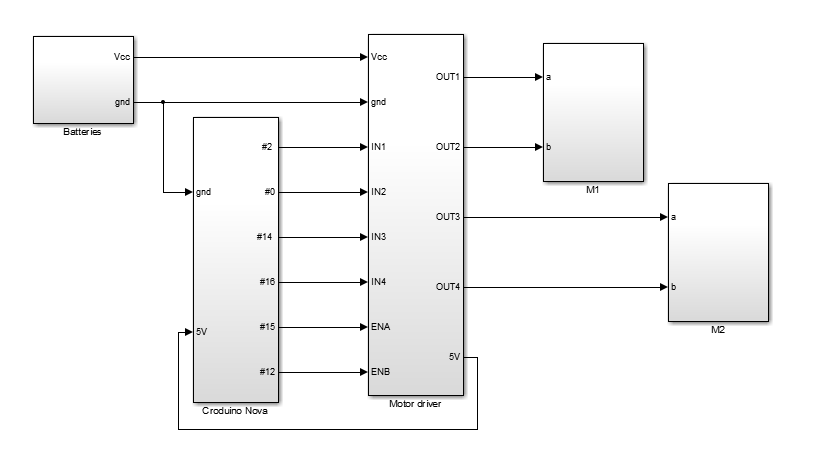 Vcc
gnd
Batteries
gnd
5V
#2
#0
#14
#16
#15
#12
Croduino Nova
Vcc
gnd
IN1
IN2
IN3
IN4
ENA
ENB
OUT1
OUT2
OUT3
OUT4
5V
Motor driver
a
b
M1
a
b
M2